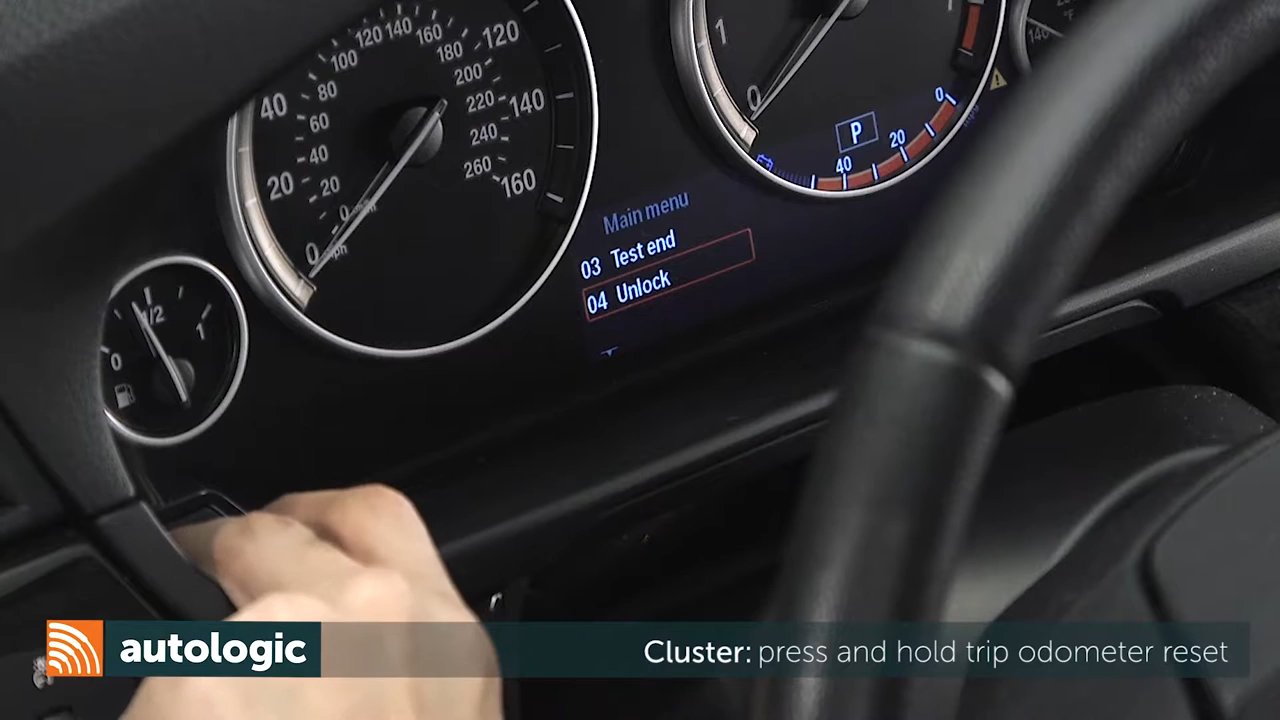 120 140 160 180 200 220 240 260
100 80 60 40 20 0
40 20 0
120 140 160
1 0
140 °F
P
40 20 0
Main menu
03 Test end
04 Unlock
0 1/2 1
autologic
Cluster: press and hold trip odometer reset